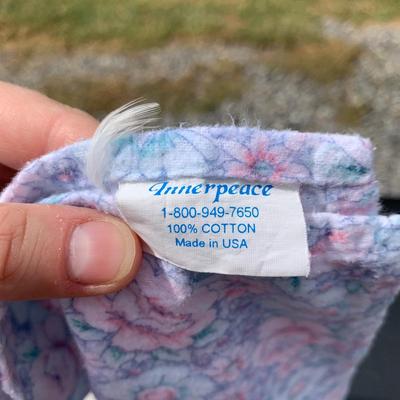 Innerpeace
1-800-949-7650
100% COTTON
Made in USA